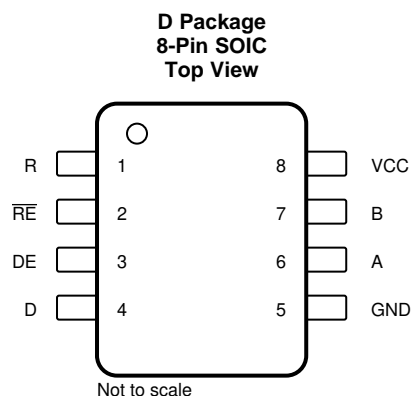 D Package
8-Pin SOIC
Top View
R 1 8 VCC
R̅E̅ 2 7 B
DE 3 6 A
D 4 5 GND
Not to scale